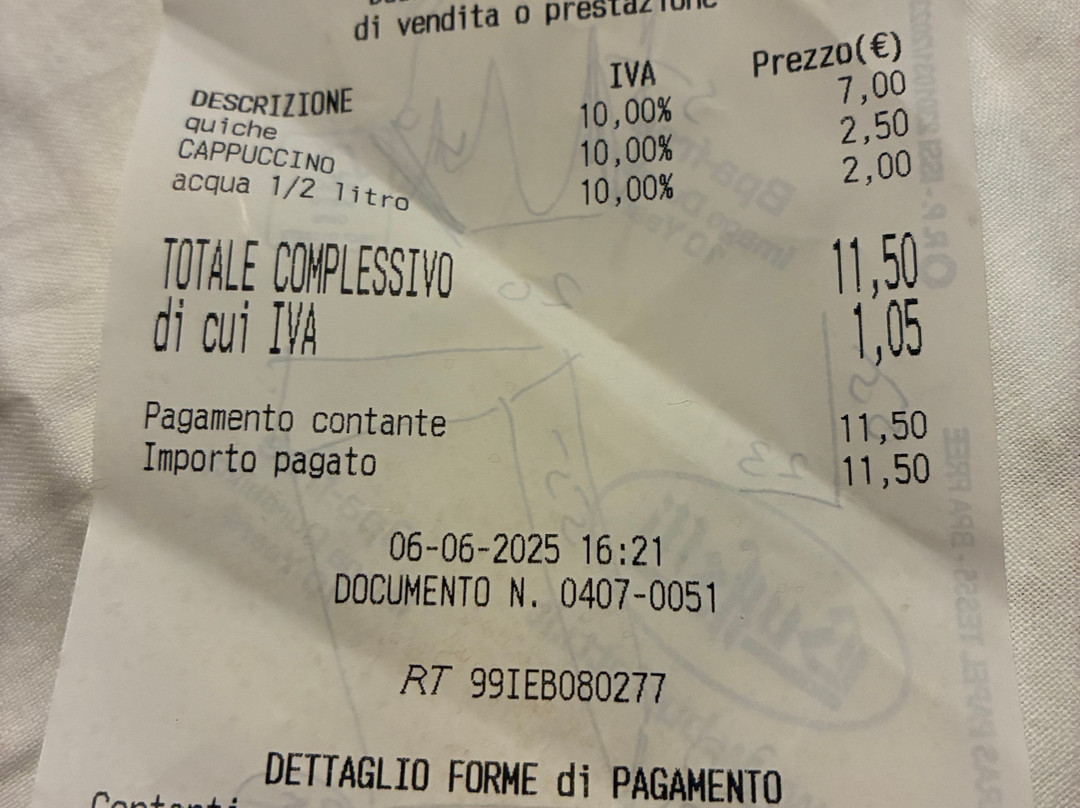 di vendita o prestazione
DESCRIZIONE IVA Prezzo(€)
quiche 10,00% 7,00
CAPPUCCINO 10,00% 2,50
acqua 1/2 litro 10,00% 2,00
TOTALE COMPLESSIVO 11,50
di cui IVA 1,05
Pagamento contante 11,50
Importo pagato 11,50
06-06-2025 16:21
DOCUMENTO N. 0407-0051
RT 99IEB080277
DETTAGLIO FORME di PAGAMENTO
Contanti